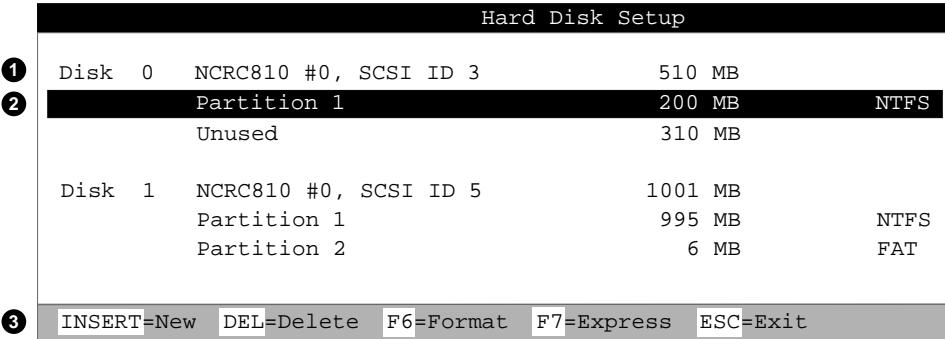 Hard Disk Setup
1 Disk 0 NCRC810 #0, SCSI ID 3 510 MB
2 Partition 1 200 MB NTFS
Unused 310 MB
Disk 1 NCRC810 #0, SCSI ID 5 1001 MB
Partition 1 995 MB NTFS
Partition 2 6 MB FAT
3 INSERT=New DEL=Delete F6=Format F7=Express ESC=Exit